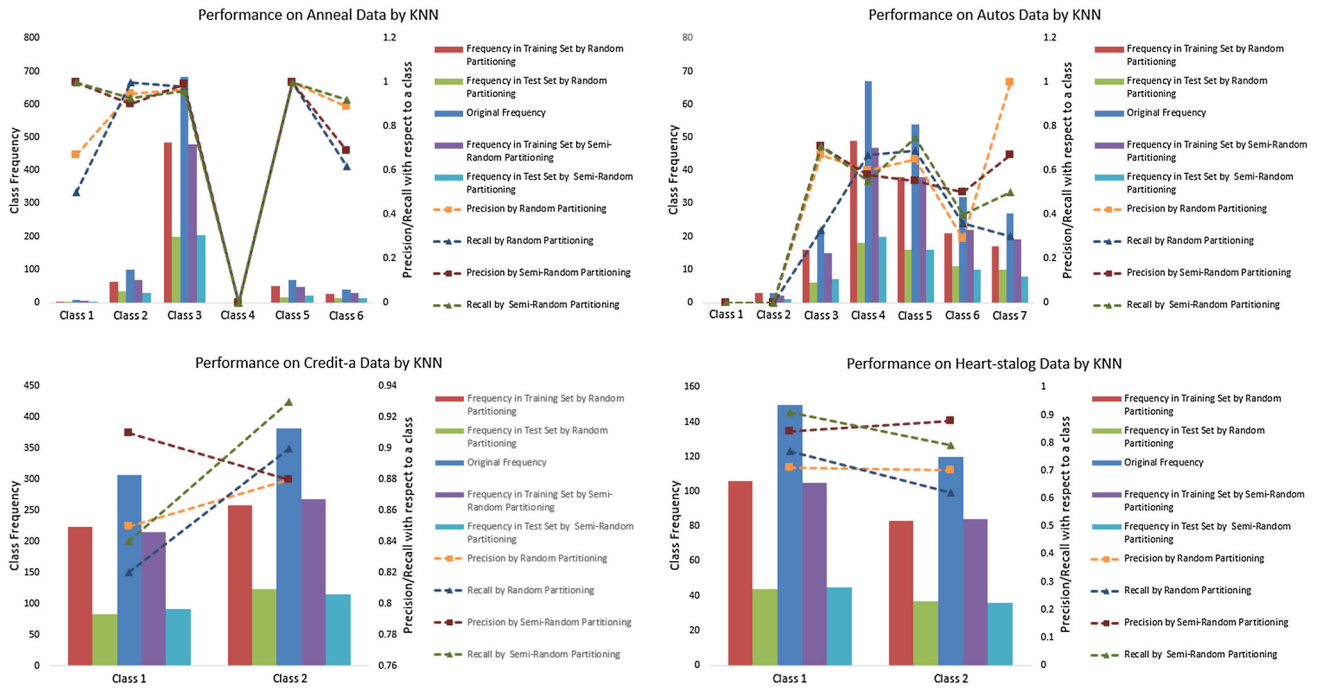 Performance on Anneal Data by KNN
800
700
600
500
400
300
200
100
0
Class Frequency
Class 1
Class 2
Class 3
Class 4
Class 5
Class 6
1.2
1
0.8
0.6
0.4
0.2
0
Precision/Recall with respect to a class
Frequency in Training Set by Random
Partitioning
Frequency in Test Set by Random
Partitioning
Original Frequency
Frequency in Training Set by Semi-
Random Partitioning
Frequency in Test Set by Semi-Random
Partitioning
Precision by Random Partitioning
Recall by Random Partitioning
Precision by Semi-Random Partitioning
Recall by Semi-Random Partitioning
Performance on Autos Data by KNN
80
70
60
50
40
30
20
10
0
Class Frequency
Class 1
Class 2
Class 3
Class 4
Class 5
Class 6
Class 7
1.2
1
0.8
0.6
0.4
0.2
0
Precision/Recall with respect to a class
Frequency in Training Set by Random
Partitioning
Frequency in Test Set by Random
Partitioning
Original Frequency
Frequency in Training Set by Semi-
Random Partitioning
Frequency in Test Set by Semi-Random
Partitioning
Precision by Random Partitioning
Recall by Random Partitioning
Precision by Semi-Random Partitioning
Recall by Semi-Random Partitioning
Performance on Credit-a Data by KNN
450
400
350
300
250
200
150
100
50
0
Class Frequency
Class 1
Class 2
0.94
0.92
0.9
0.88
0.86
0.84
0.82
0.8
0.78
0.76
Precision/Recall with respect to a class
Frequency in Training Set by Random
Partitioning
Frequency in Test Set by Random
Partitioning
Original Frequency
Frequency in Training Set by Semi-
Random Partitioning
Frequency in Test Set by Semi-Random
Partitioning
Precision by Random Partitioning
Recall by Random Partitioning
Precision by Semi-Random Partitioning
Recall by Semi-Random Partitioning
Performance on Heart-stalog Data by KNN
160
140
120
100
80
60
40
20
0
Class Frequency
Class 1
Class 2
1
0.9
0.8
0.7
0.6
0.5
0.4
0.3
0.2
0.1
0
Precision/Recall with respect to a class
Frequency in Training Set by Random
Partitioning
Frequency in Test Set by Random
Partitioning
Original Frequency
Frequency in Training Set by Semi-Random
Partitioning
Frequency in Test Set by Semi-Random
Partitioning
Precision by Random Partitioning
Recall by Random Partitioning
Precision by Semi-Random Partitioning
Recall by Semi-Random Partitioning